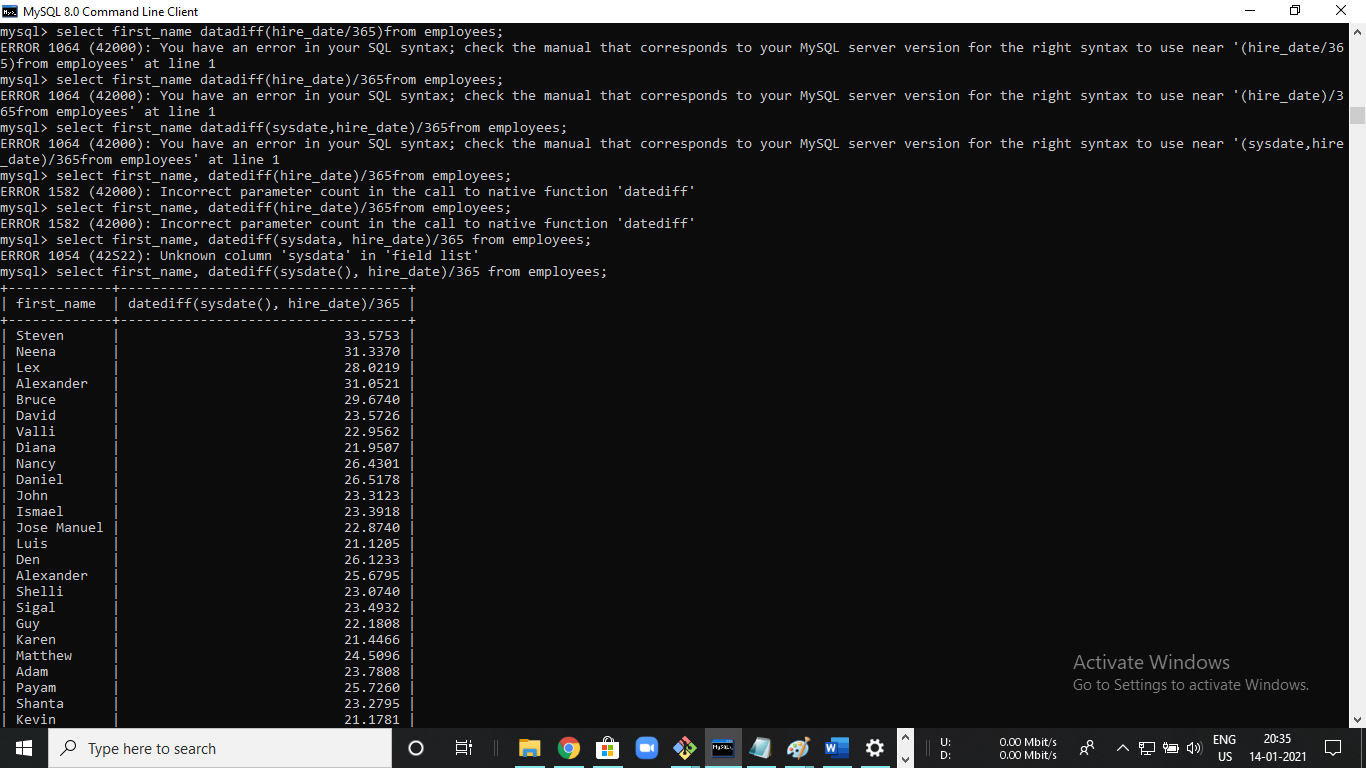 MySQL 8.0 Command Line Client
mysql> select first_name datadiff(hire_date/365)from employees;
ERROR 1064 (42000): You have an error in your SQL syntax; check the manual that corresponds to your MySQL server version for the right syntax to use near '(hire_date/36
5)from employees' at line 1
mysql> select first_name datadiff(hire_date)/365from employees;
ERROR 1064 (42000): You have an error in your SQL syntax; check the manual that corresponds to your MySQL server version for the right syntax to use near '(hire_date)/3
65from employees' at line 1
mysql> select first_name datadiff(sysdate,hire_date)/365from employees;
ERROR 1064 (42000): You have an error in your SQL syntax; check the manual that corresponds to your MySQL server version for the right syntax to use near '(sysdate,hire
_date)/365from employees' at line 1
mysql> select first_name, datediff(hire_date)/365from employees;
ERROR 1582 (42000): Incorrect parameter count in the call to native function 'datediff'
mysql> select first_name, datediff(hire_date)/365from employees;
ERROR 1582 (42000): Incorrect parameter count in the call to native function 'datediff'
mysql> select first_name, datediff(sysdata, hire_date)/365 from employees;
ERROR 1054 (42S22): Unknown column 'sysdata' in 'field list'
mysql> select first_name, datediff(sysdate(), hire_date)/365 from employees;
+-------------+------------------------------------+
| first_name | datediff(sysdate(), hire_date)/365 |
+-------------+------------------------------------+
| Steven | 33.5753 |
| Neena | 31.3370 |
| Lex | 28.0219 |
| Alexander | 31.0521 |
| Bruce | 29.6740 |
| David | 23.5726 |
| Valli | 22.9562 |
| Diana | 21.9507 |
| Nancy | 26.4301 |
| Daniel | 26.5178 |
| John | 23.3123 |
| Ismael | 23.3918 |
| Jose Manuel | 22.8740 |
| Luis | 21.1205 |
| Den | 26.1233 |
| Alexander | 25.6795 |
| Shelli | 23.0740 |
| Sigal | 23.4932 |
| Guy | 22.1808 |
| Karen | 21.4466 |
| Matthew | 24.5096 |
| Adam | 23.7808 |
| Payam | 25.7260 |
| Shanta | 23.2795 |
| Kevin | 21.1781 |
Activate Windows
Go to Settings to activate Windows.
Type here to search
U: 0.00 Mbit/s
D: 0.00 Mbit/s
ENG
US
20:35
14-01-2021